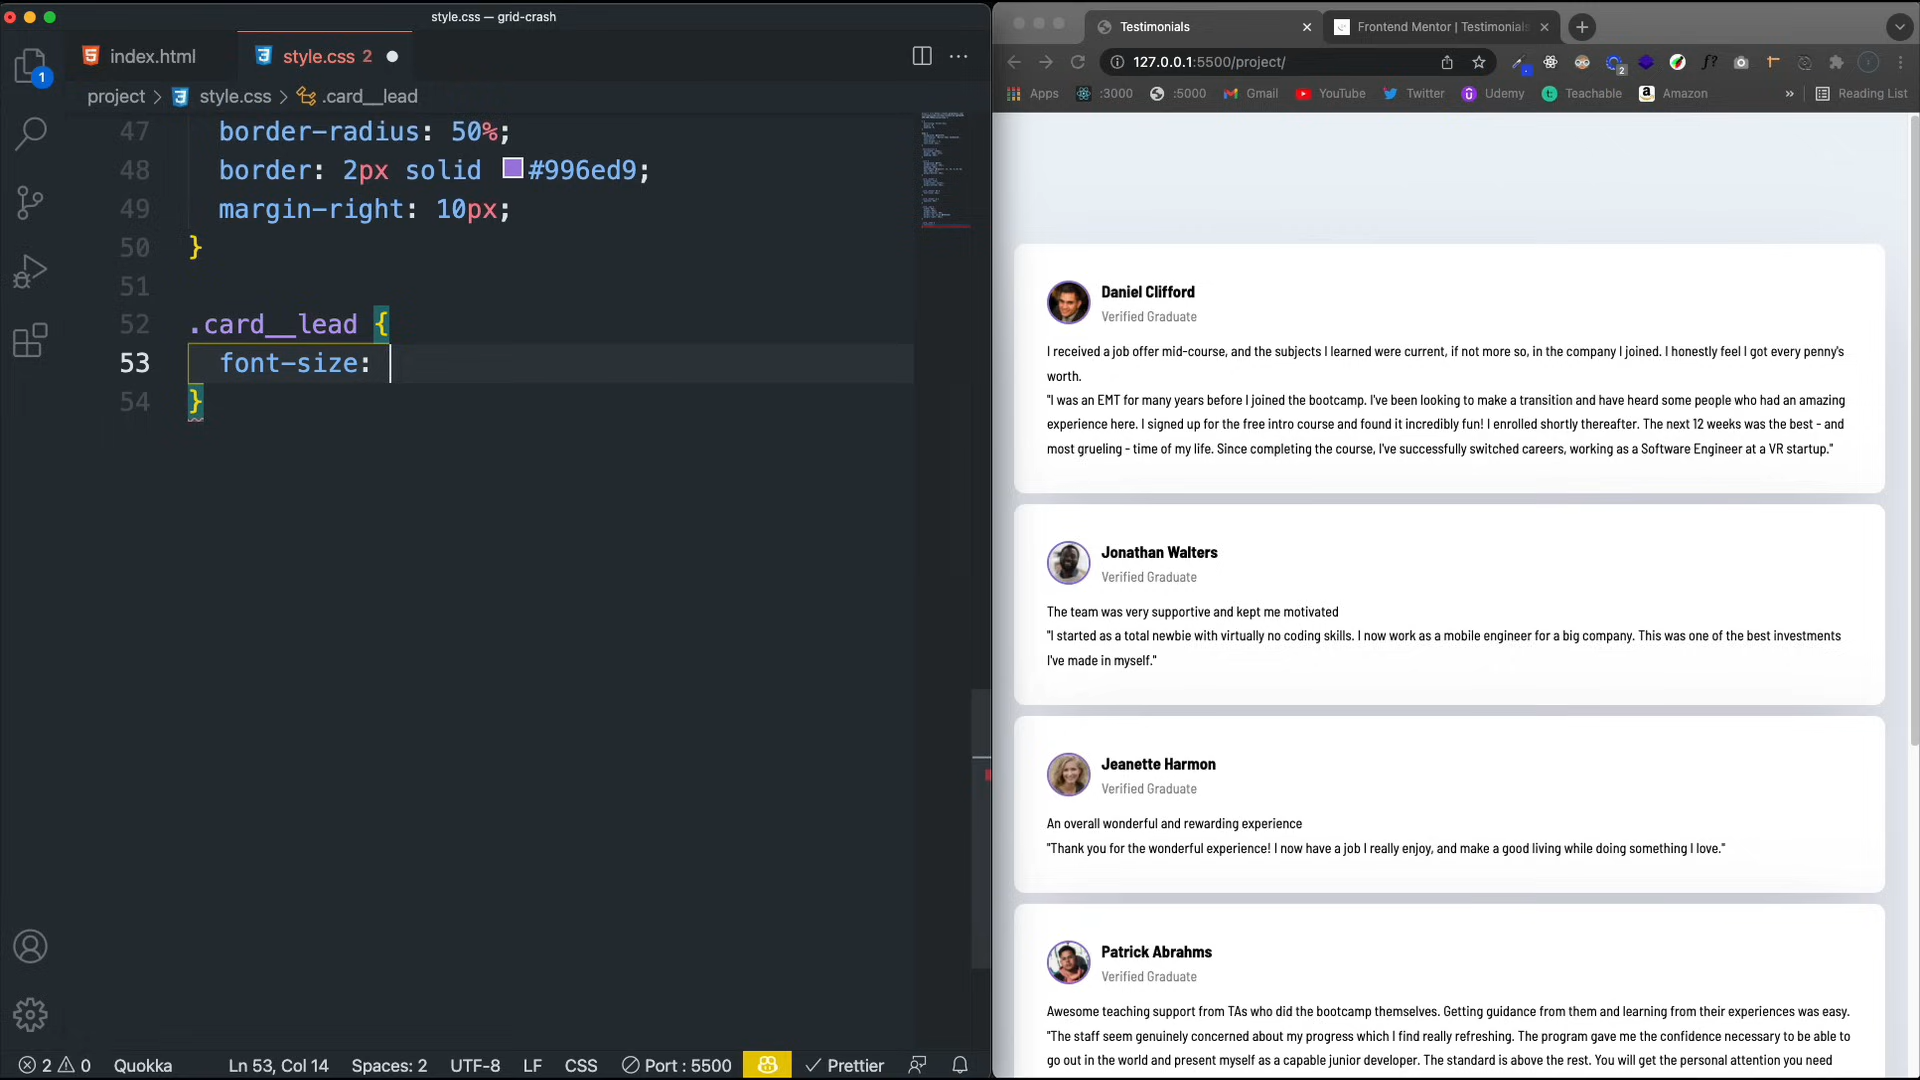 style.css — grid-crash
index.html
style.css 2
project > style.css > .card__lead
1
47 border-radius: 50%;
48 border: 2px solid #996ed9;
49 margin-right: 10px;
50 }
51
52 .card__lead {
53 font-size:
54 }
2 0 Quokka Ln 53, Col 14 Spaces: 2 UTF-8 LF CSS Port : 5500 Prettier
Testimonials
Frontend Mentor | Testimonials
127.0.0.1:5500/project/
2
Apps :3000 :5000 Gmail YouTube Twitter Udemy Teachable Amazon » Reading List
Daniel Clifford
Verified Graduate
I received a job offer mid-course, and the subjects I learned were current, if not more so, in the company I joined. I honestly feel I got every penny's
worth.
"I was an EMT for many years before I joined the bootcamp. I've been looking to make a transition and have heard some people who had an amazing
experience here. I signed up for the free intro course and found it incredibly fun! I enrolled shortly thereafter. The next 12 weeks was the best - and
most grueling - time of my life. Since completing the course, I've successfully switched careers, working as a Software Engineer at a VR startup."
Jonathan Walters
Verified Graduate
The team was very supportive and kept me motivated
"I started as a total newbie with virtually no coding skills. I now work as a mobile engineer for a big company. This was one of the best investments
I've made in myself."
Jeanette Harmon
Verified Graduate
An overall wonderful and rewarding experience
"Thank you for the wonderful experience! I now have a job I really enjoy, and make a good living while doing something I love."
Patrick Abrahms
Verified Graduate
Awesome teaching support from TAs who did the bootcamp themselves. Getting guidance from them and learning from their experiences was easy.
"The staff seem genuinely concerned about my progress which I find really refreshing. The program gave me the confidence necessary to be able to
go out in the world and present myself as a capable junior developer. The standard is above the rest. You will get the personal attention you need